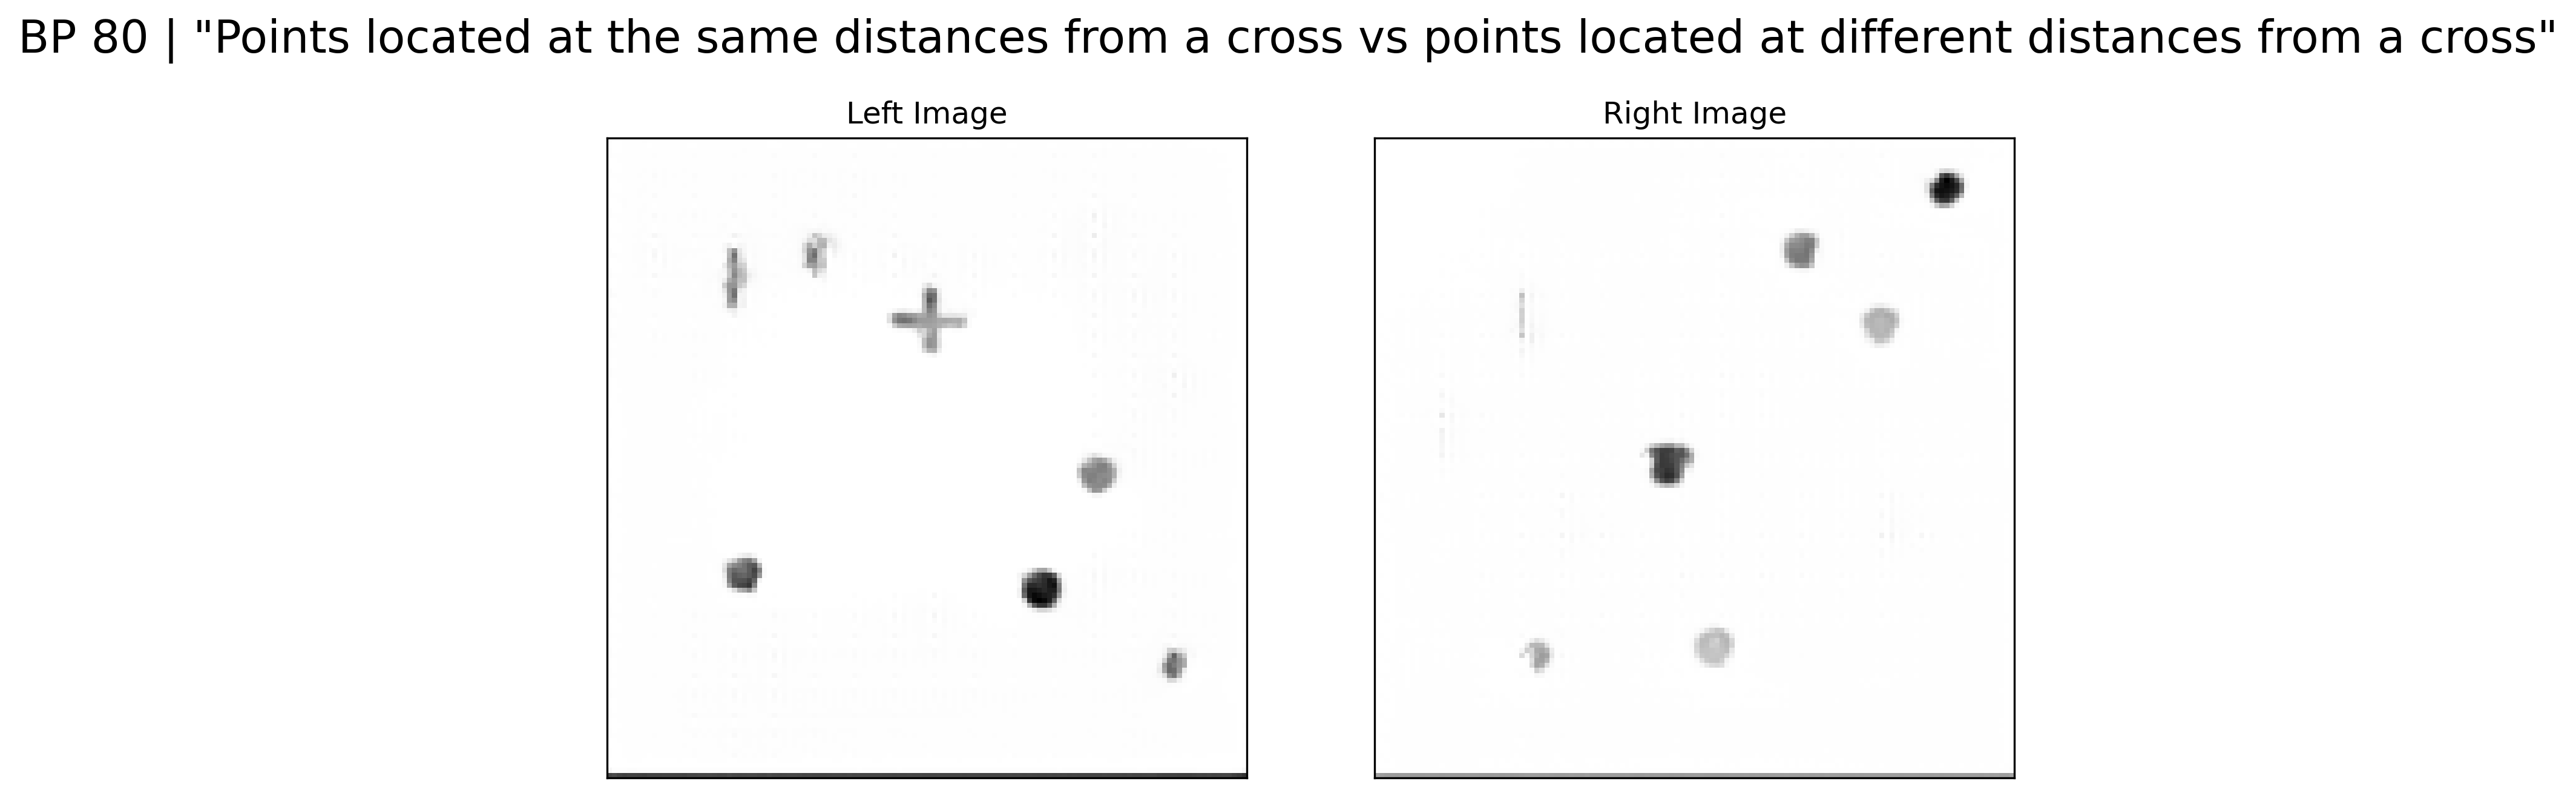 BP 80 | "Points located at the same distances from a cross vs points located at different distances from a cross"
Left Image
Right Image